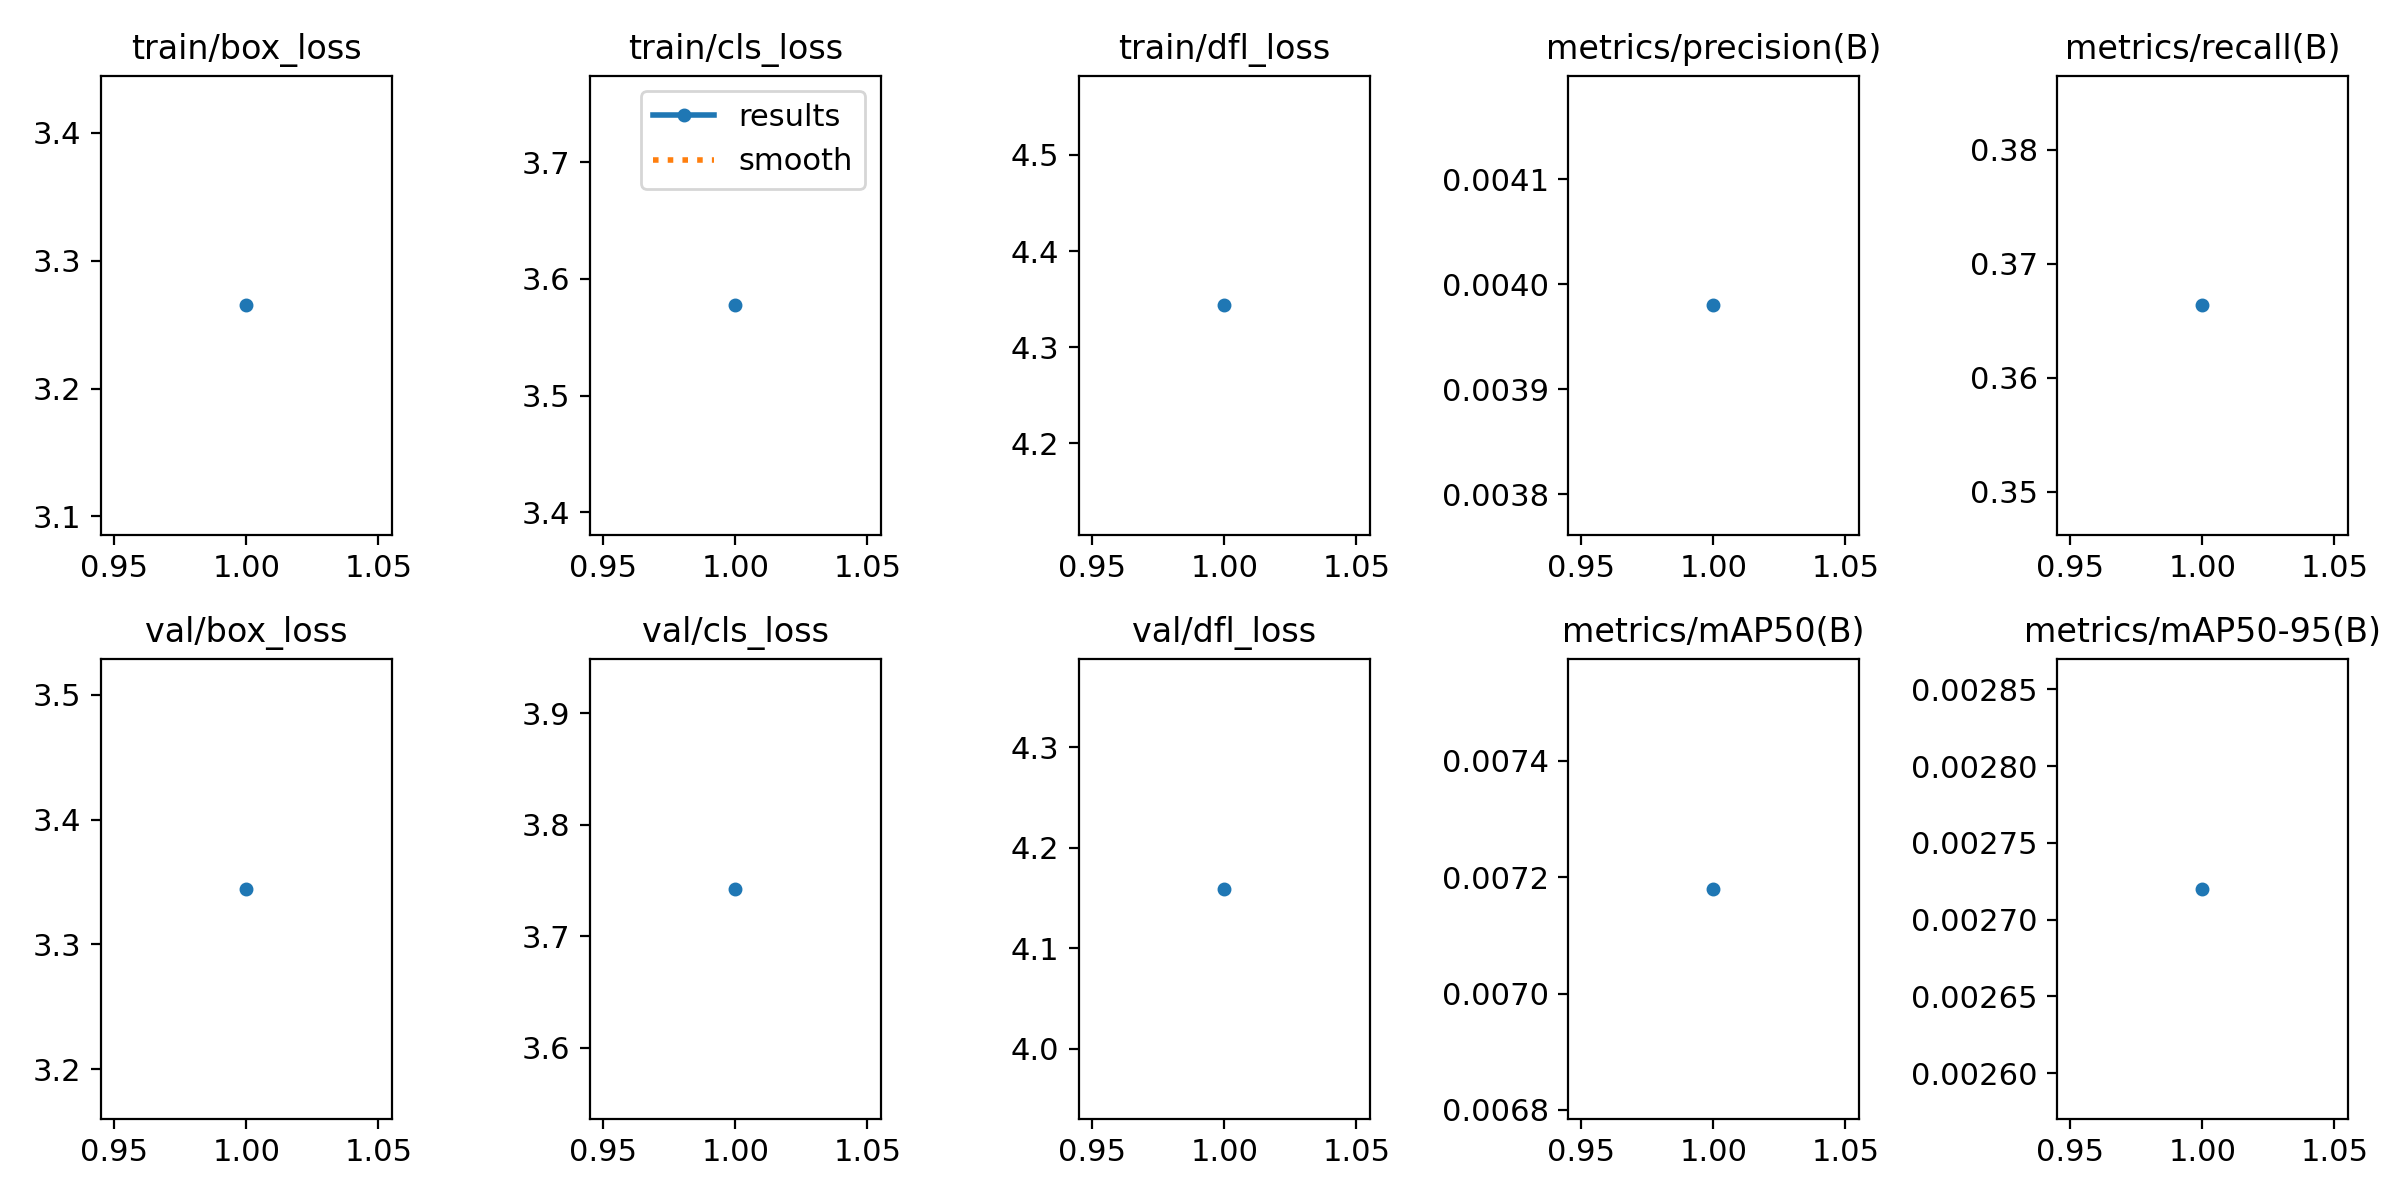 train/box_loss
3.4
3.3
3.2
3.1
0.95 1.00 1.05
train/cls_loss
results
smooth
3.7
3.6
3.5
3.4
0.95 1.00 1.05
train/dfl_loss
4.5
4.4
4.3
4.2
0.95 1.00 1.05
metrics/precision(B)
0.0041
0.0040
0.0039
0.0038
0.95 1.00 1.05
metrics/recall(B)
0.38
0.37
0.36
0.35
0.95 1.00 1.05
val/box_loss
3.5
3.4
3.3
3.2
0.95 1.00 1.05
val/cls_loss
3.9
3.8
3.7
3.6
0.95 1.00 1.05
val/dfl_loss
4.3
4.2
4.1
4.0
0.95 1.00 1.05
metrics/mAP50(B)
0.0074
0.0072
0.0070
0.0068
0.95 1.00 1.05
metrics/mAP50-95(B)
0.00285
0.00280
0.00275
0.00270
0.00265
0.00260
0.95 1.00 1.05